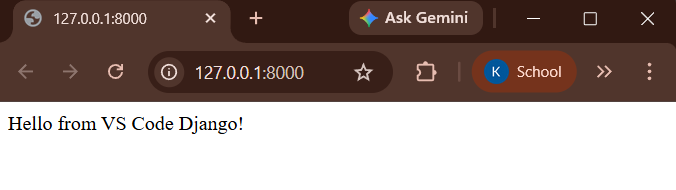 127.0.0.1:8000
Ask Gemini
127.0.0.1:8000
K
School
Hello from VS Code Django!